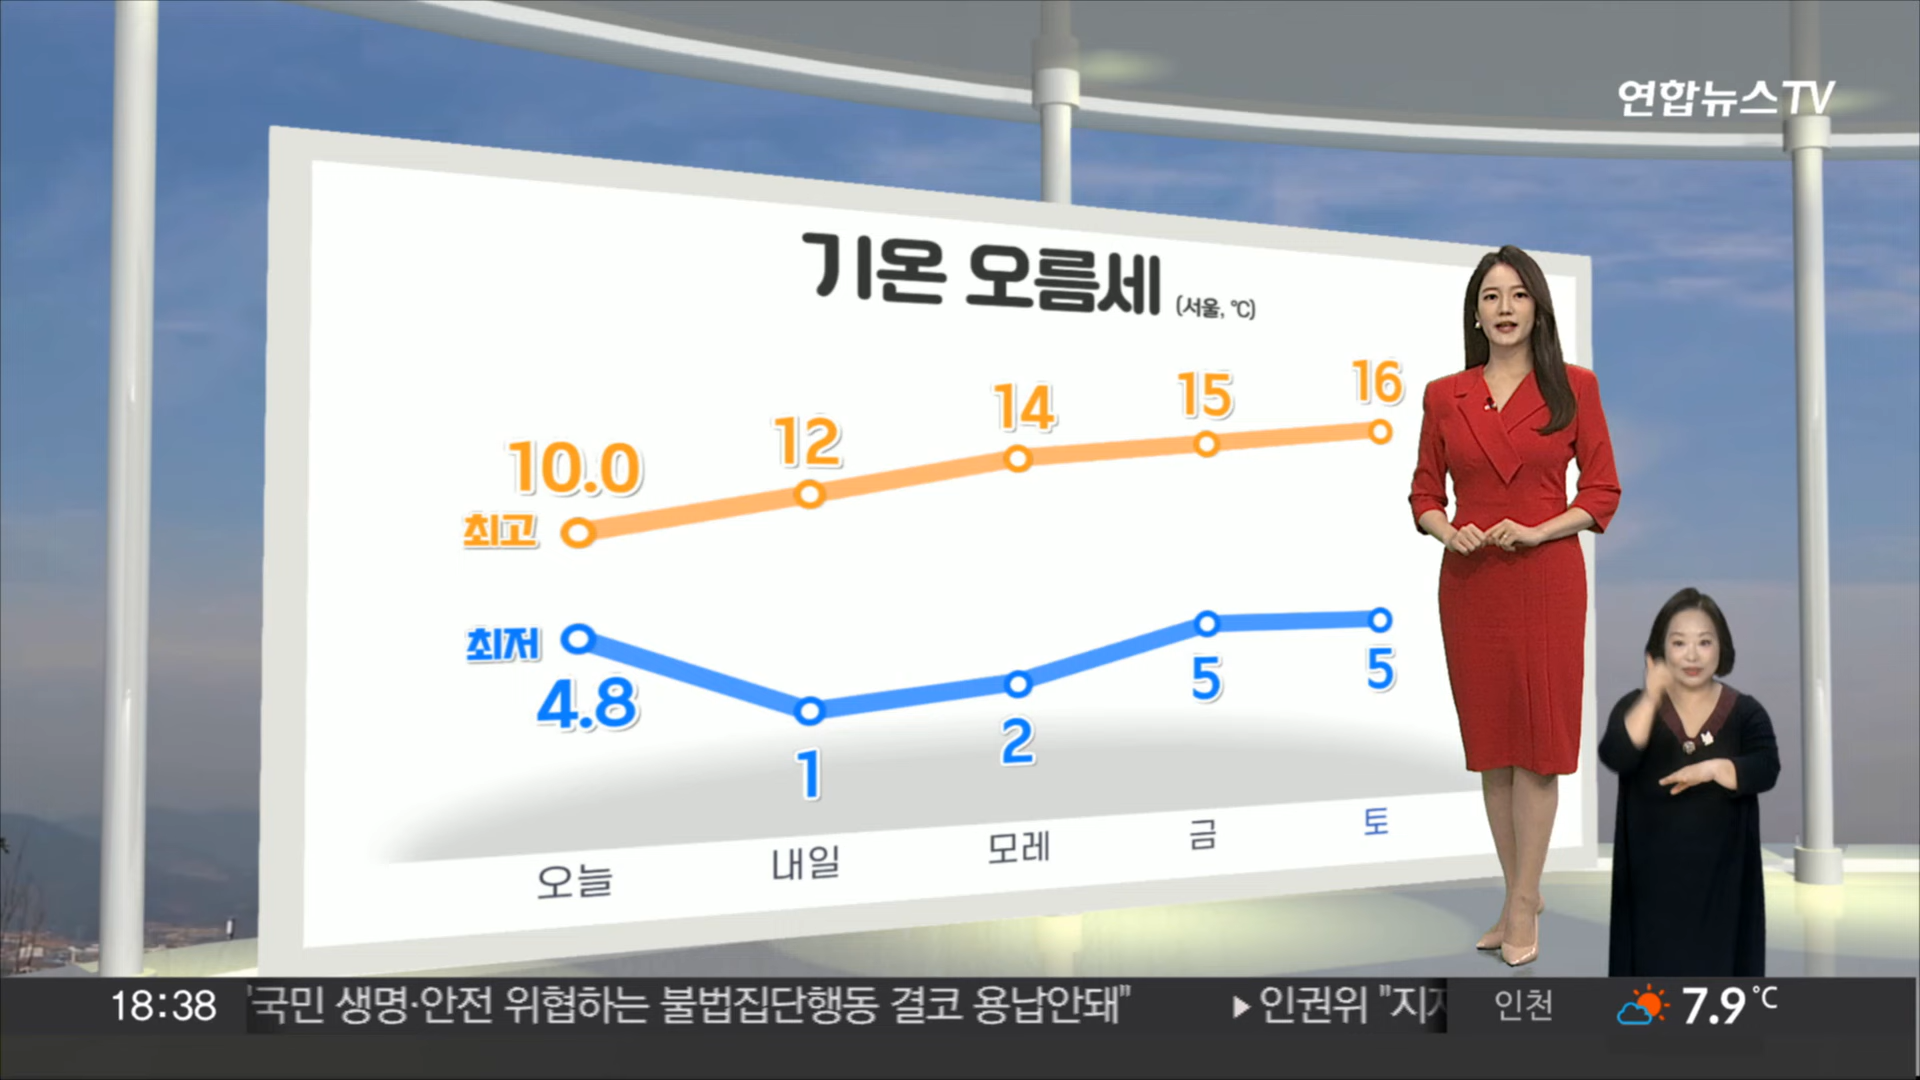 연합뉴스TV
기온 오름세 (서울, ℃)
10.0 12 14 15 16
최고
최저
4.8 1 2 5 5
오늘 내일 모레 금 토
18:38 "국민 생명·안전 위협하는 불법집단행동 결코 용납안돼" ▶인권위 "지 인천 7.9℃